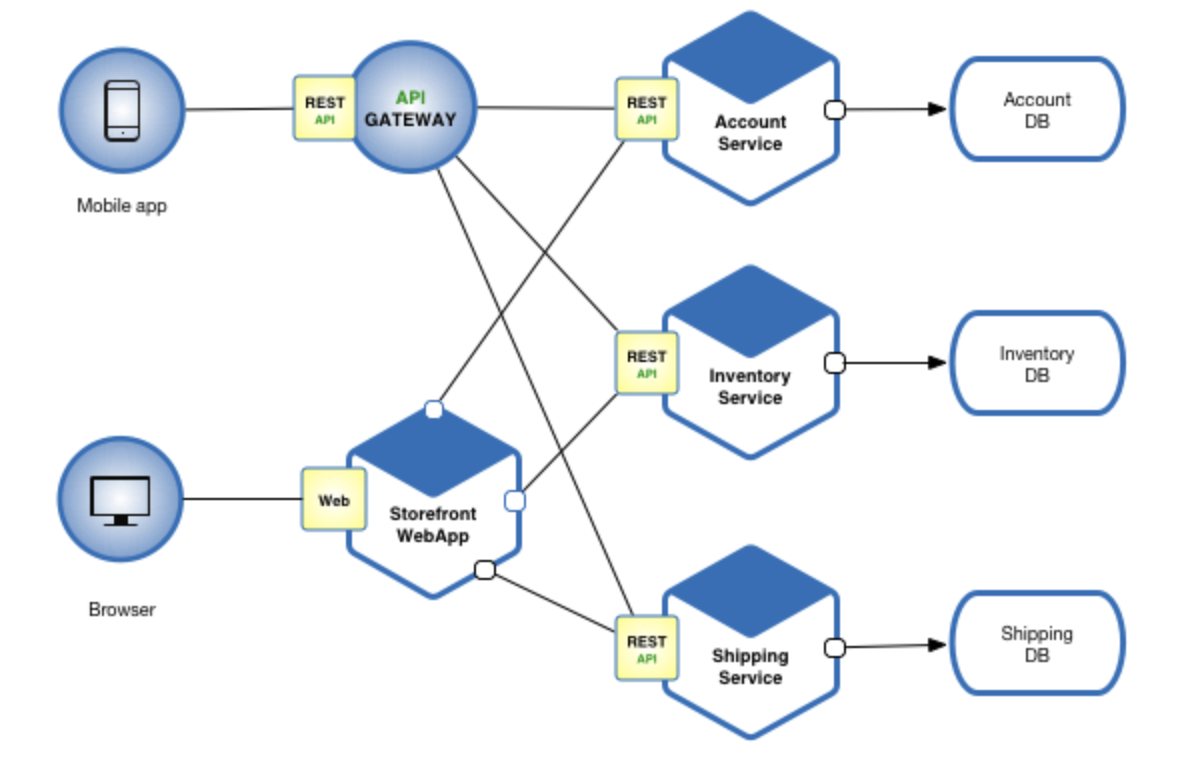 REST
API
API
GATEWAY
REST
API
Account
Service
Account
DB
Mobile app
REST
API
Inventory
Service
Inventory
DB
Web
Storefront
WebApp
Browser
REST
API
Shipping
Service
Shipping
DB